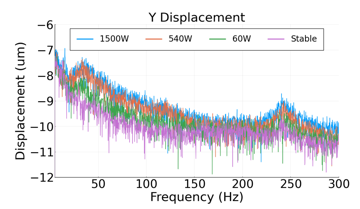 Y Displacement
1500W 540W 60W Stable
Displacement (um)
−6
−7
−8
−9
−10
−11
−12
50 100 150 200 250 300
Frequency (Hz)